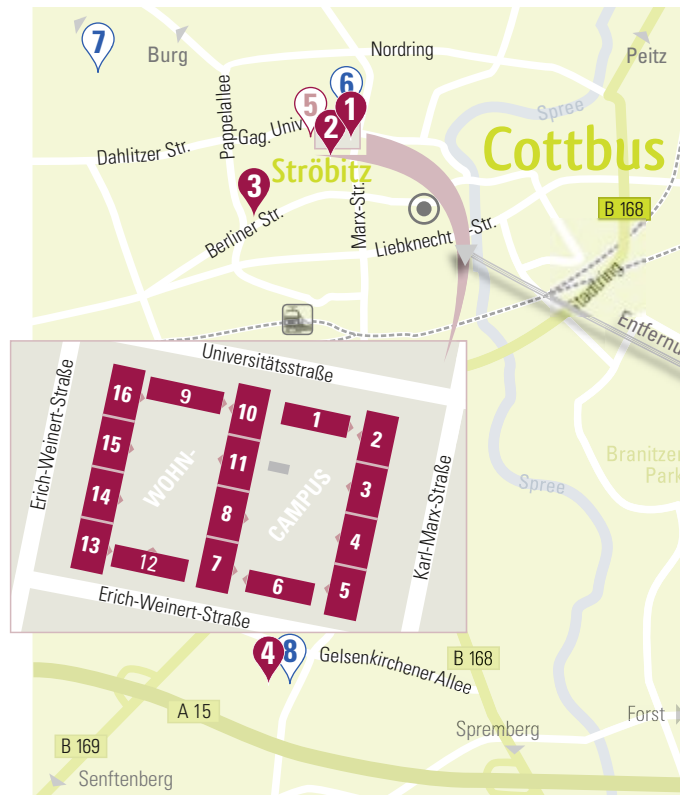 7
Burg
Nordring
Peitz
6
5
1
2
Spree
Pappelallee
Gag. Univ
Dahlitzer Str.
Cottbus
Ströbitz
3
Marx-Str.
B 168
Berliner Str.
Liebknecht -Str.
Stadtring
Entfernu
Universitätsstraße
Erich-Weinert-Straße
16
9
10
1
2
15
11
3
WOHN-
CAMPUS
14
8
4
13
12
7
6
5
Karl-Marx-Straße
Erich-Weinert-Straße
Branitzer
Park
Spree
4
8
Gelsenkirchener Allee
B 168
A 15
Forst
Spremberg
B 169
Senftenberg